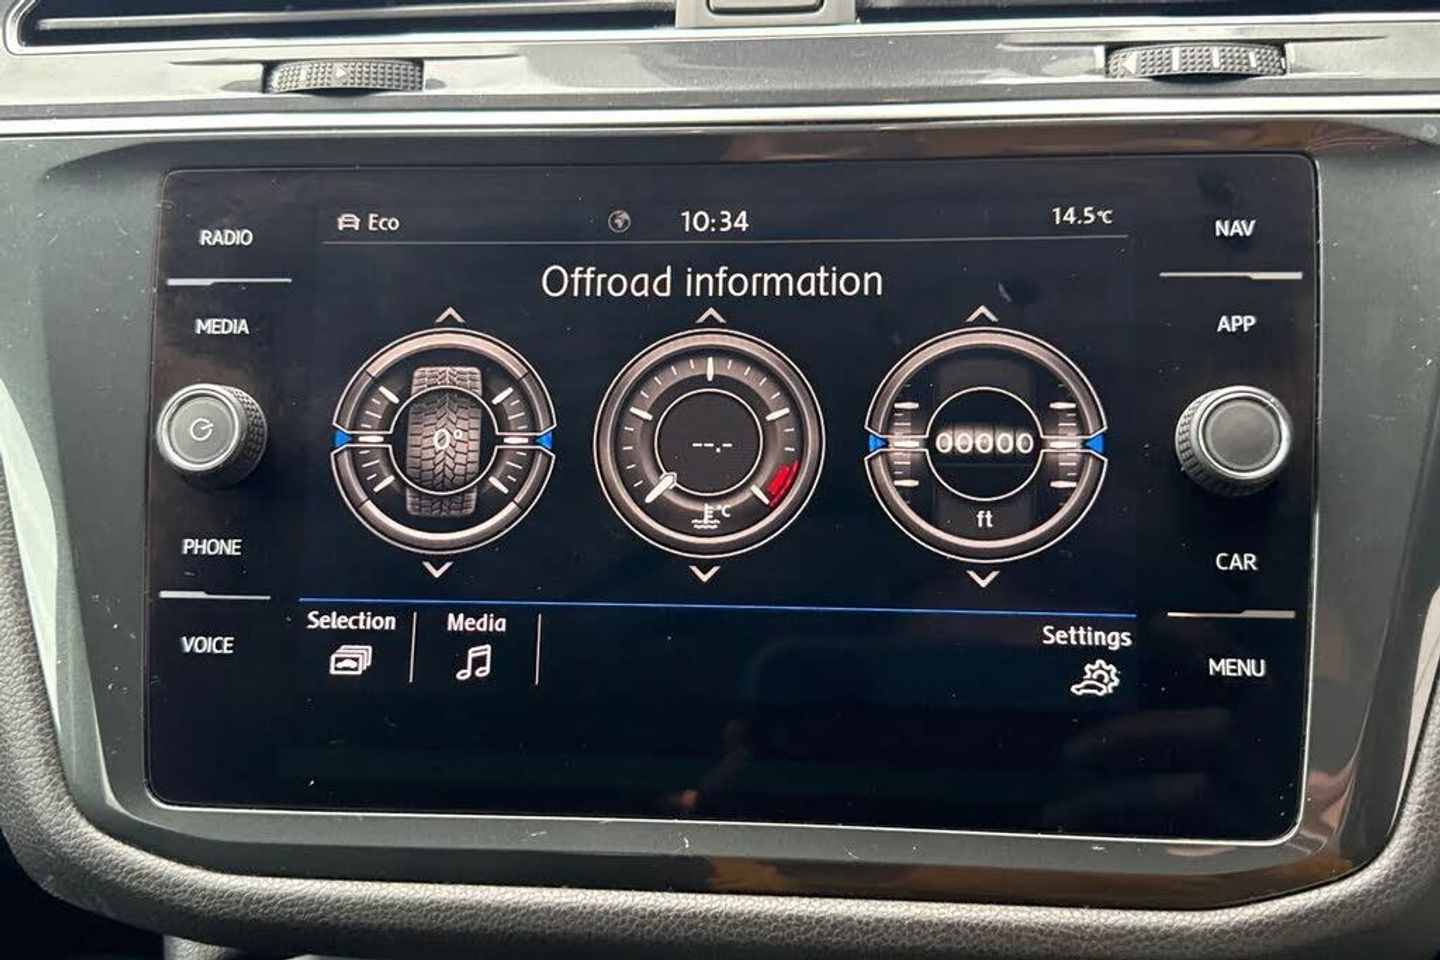 Eco 10:34 14.5°C
RADIO
MEDIA
PHONE
VOICE
Offroad information
0°
--.-
°C
00000
ft
Selection
Media
Settings
NAV
APP
CAR
MENU